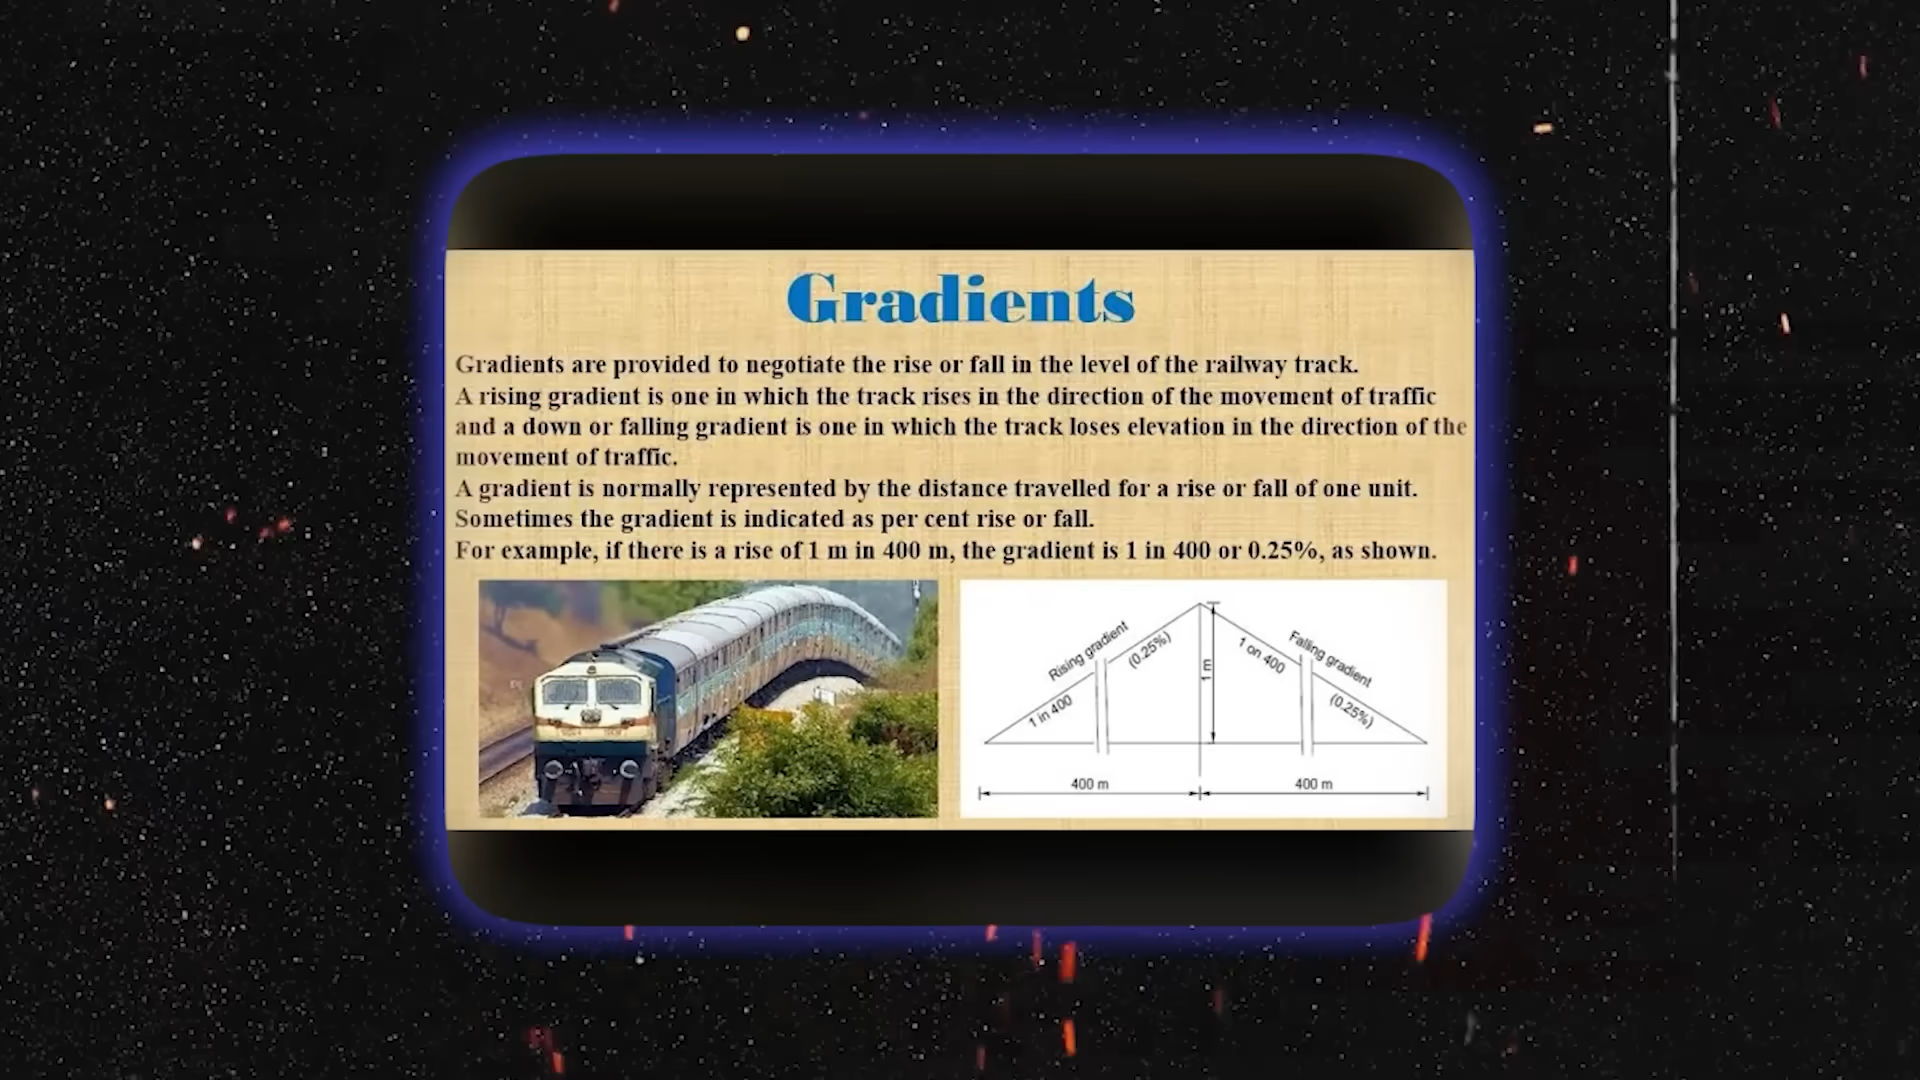 Gradients
Gradients are provided to negotiate the rise or fall in the level of the railway track.
A rising gradient is one in which the track rises in the direction of the movement of traffic
and a down or falling gradient is one in which the track loses elevation in the direction of the
movement of traffic.
A gradient is normally represented by the distance travelled for a rise or fall of one unit.
Sometimes the gradient is indicated as per cent rise or fall.
For example, if there is a rise of 1 m in 400 m, the gradient is 1 in 400 or 0.25%, as shown.
Rising gradient
1 in 400
(0.25%)
1 m
Falling gradient
1 on 400
(0.25%)
400 m
400 m